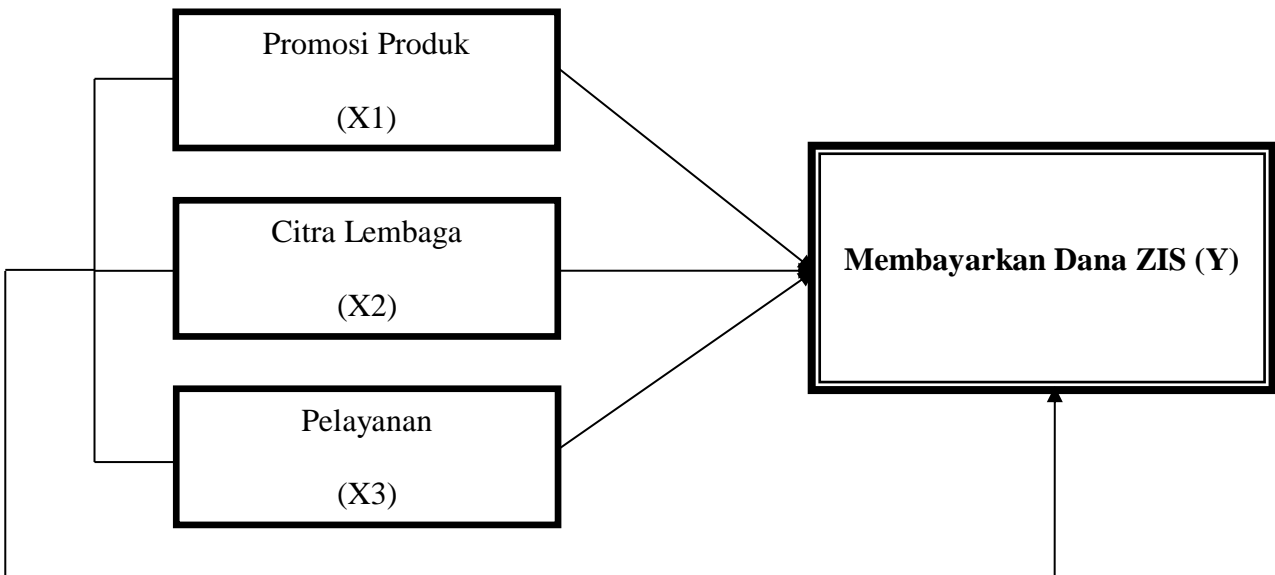 Promosi Produk
(X1)
Citra Lembaga
(X2)
Pelayanan
(X3)
Membayarkan Dana ZIS (Y)